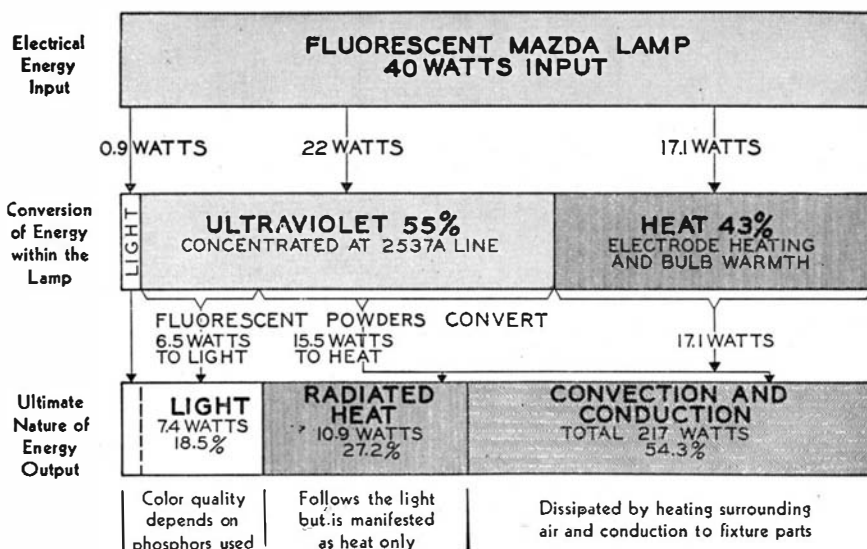 Electrical
Energy
Input
FLUORESCENT MAZDA LAMP
40 WATTS INPUT
0.9 WATTS
22 WATTS
17.1 WATTS
Conversion
of Energy
within the
Lamp
LIGHT
ULTRAVIOLET 55%
CONCENTRATED AT 2537A LINE
HEAT 43%
ELECTRODE HEATING
AND BULB WARMTH
FLUORESCENT POWDERS CONVERT
6.5 WATTS
TO LIGHT
15.5 WATTS
TO HEAT
17.1 WATTS
Ultimate
Nature of
Energy
Output
LIGHT
7.4 WATTS
18.5%
RADIATED
HEAT
10.9 WATTS
27.2%
CONVECTION AND
CONDUCTION
TOTAL 217 WATTS
54.3%
Color quality
depends on
phosphors used
Follows the light
but is manifested
as heat only
Dissipated by heating surrounding
air and conduction to fixture parts